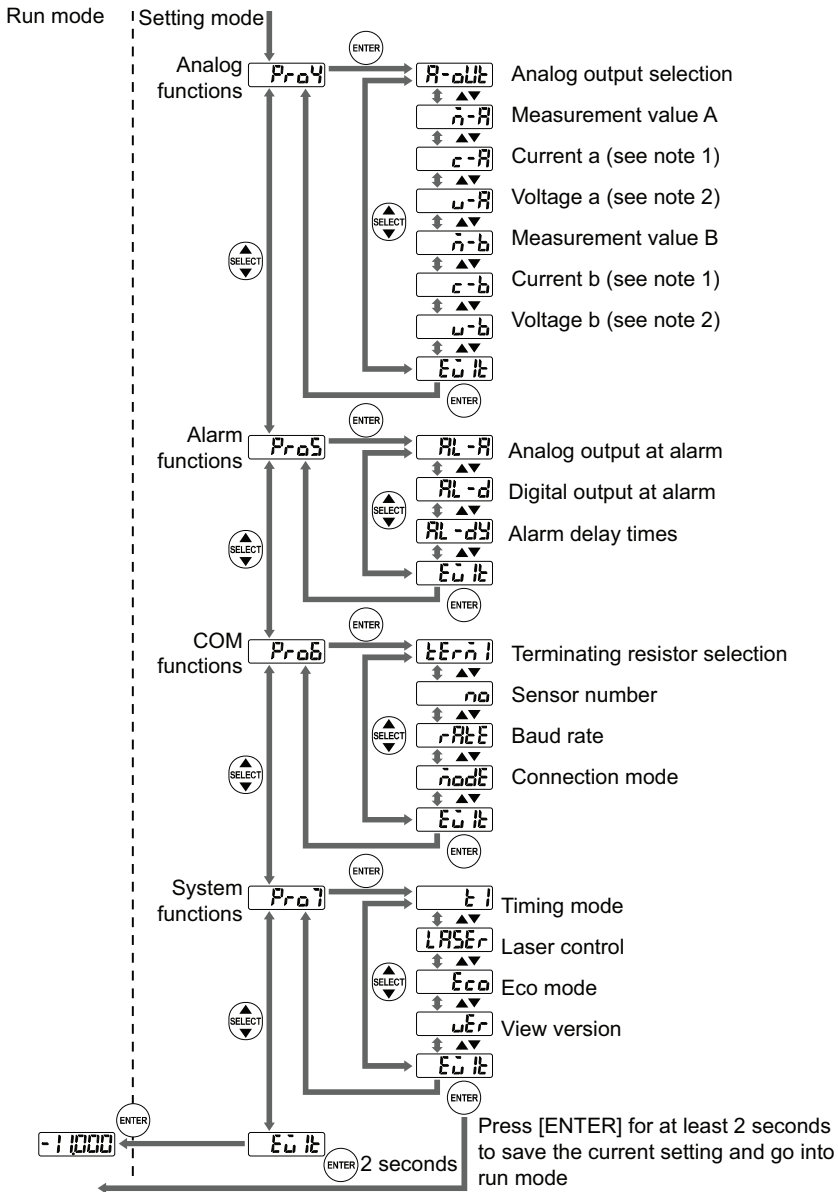 Run mode
Setting mode
ENTER
Analog functions
Pro4
A-oUt
Analog output selection
m-A
Measurement value A
c-A
Current a (see note 1)
u-A
Voltage a (see note 2)
SELECT
m-b
Measurement value B
SELECT
c-b
Current b (see note 1)
u-b
Voltage b (see note 2)
Exit
ENTER
ENTER
Alarm functions
Pro5
AL-A
Analog output at alarm
AL-d
Digital output at alarm
SELECT
AL-dY
Alarm delay times
SELECT
Exit
ENTER
ENTER
COM functions
Pro6
tErm1
Terminating resistor selection
no
Sensor number
SELECT
rAtE
Baud rate
SELECT
modE
Connection mode
Exit
ENTER
ENTER
System functions
Pro7
t1
Timing mode
LASEr
Laser control
SELECT
Eco
Eco mode
SELECT
uEr
View version
Exit
ENTER
ENTER
-11,000
Exit
ENTER 2 seconds
Press [ENTER] for at least 2 seconds
to save the current setting and go into
run mode